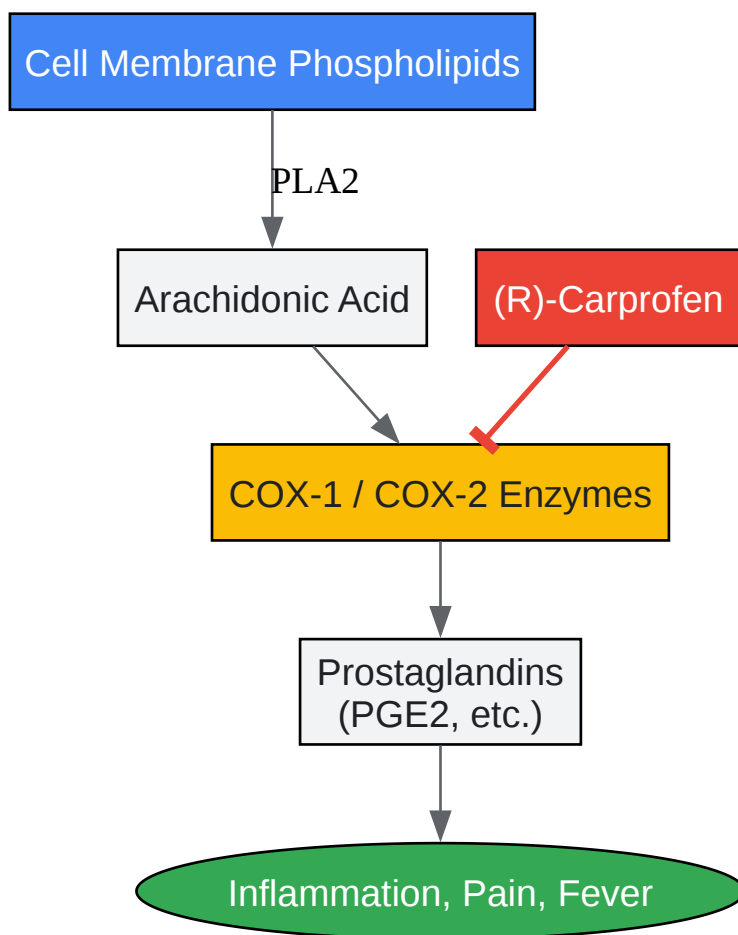 Cell Membrane Phospholipids
PLA2
Arachidonic Acid
(R)-Carprofen
COX-1 / COX-2 Enzymes
Prostaglandins
(PGE2, etc.)
Inflammation, Pain, Fever